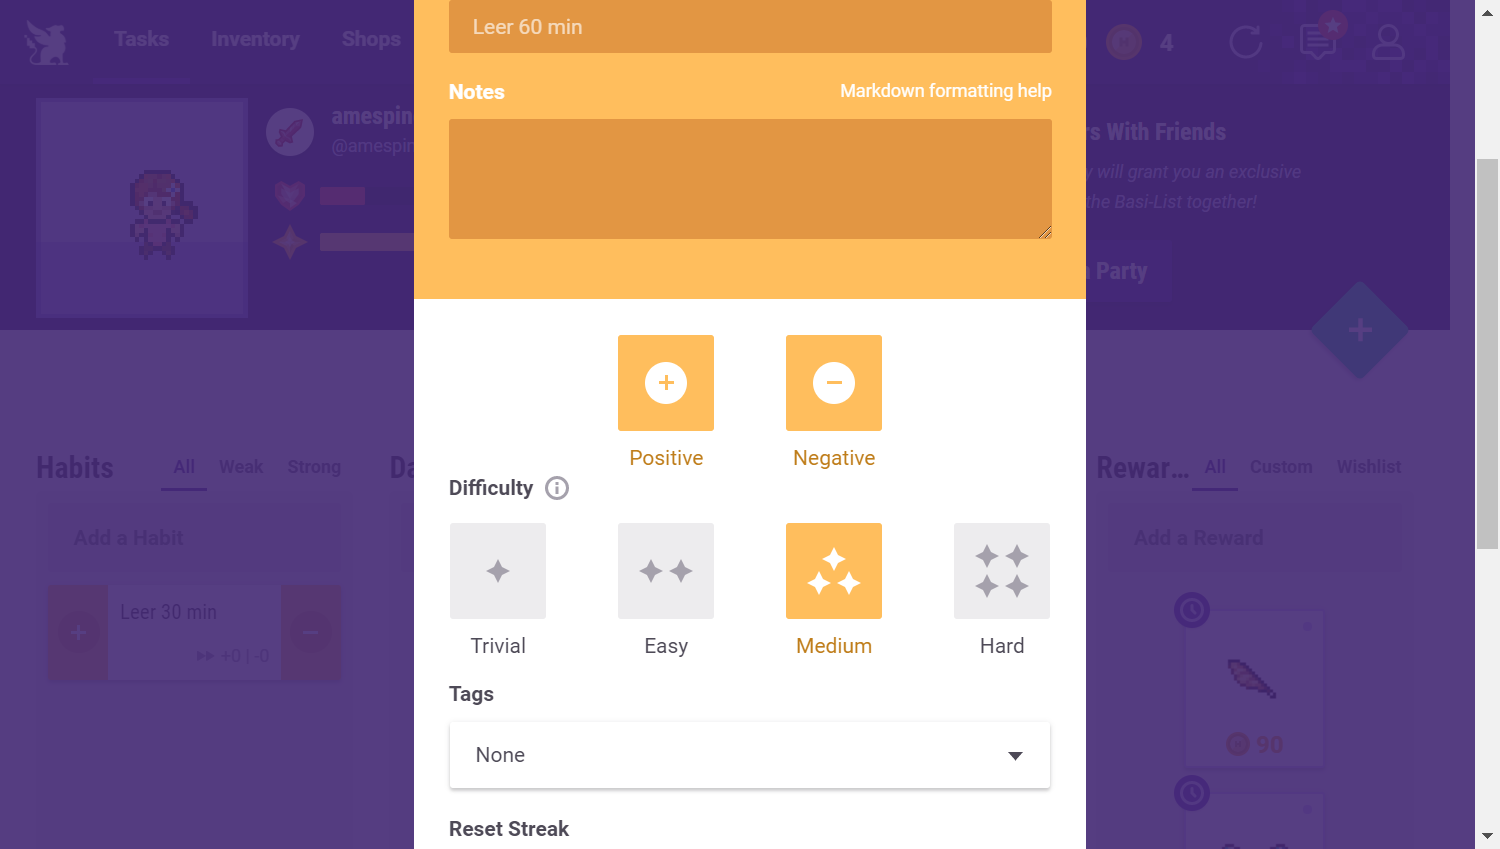 Tasks Inventory Shops
4
Leer 60 min
Notes Markdown formatting help
amespin
@amespin
rs With Friends
y will grant you an exclusive
the Basi-List together!
a Party
Positive Negative
Difficulty
Trivial Easy Medium Hard
Tags
None
Reset Streak
Habits All Weak Strong
Add a Habit
Leer 30 min
+0 | -0
Da
Rewar... All Custom Wishlist
Add a Reward
90